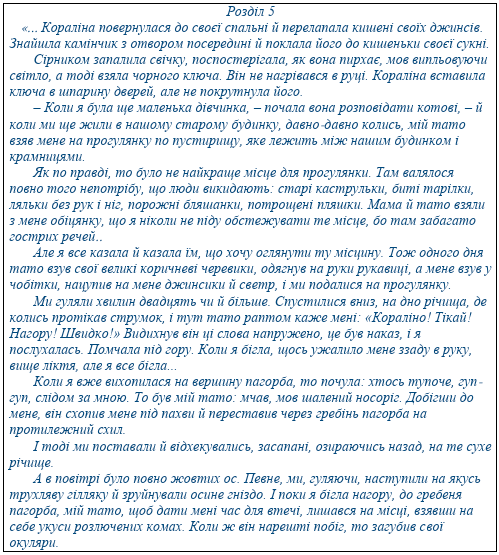 Розділ 5
«... Кораліна повернулася до своєї спальні й перелапала кишені своїх джинсів.
Знайшла камінчик з отвором посередині й поклала його до кишеньки своєї сукні.
Сірником запалила свічку, поспостерігала, як вона пирхає, мов випльовуючи
світло, а тоді взяла чорного ключа. Він не нагрівався в руці. Кораліна вставила
ключа в шпарину дверей, але не покрутнула його.
– Коли я була ще маленька дівчинка, – почала вона розповідати котові, – й
коли ми ще жили в нашому старому будинку, давно-давно колись, мій тато
взяв мене на прогулянку по пустирищу, яке лежить між нашим будинком і
крамницями.
Як по правді, то було не найкраще місце для прогулянки. Там валялося
повно того непотрібу, що люди викидають: старі каструльки, биті тарілки,
ляльки без рук і ніг, порожні бляшанки, потрощені пляшки. Мама й тато взяли
з мене обіцянку, що я ніколи не піду обстежувати те місце, бо там забагато
гострих речей..
Але я все казала й казала їм, що хочу оглянути ту місцину. Тож одного дня
тато взув свої великі коричневі черевики, одягнув на руки рукавиці, а мене взув у
чобітки, нацупив на мене джинсики й светр, і ми подалися на прогулянку.
Ми гуляли хвилин двадцять чи й більше. Спустилися вниз, на дно річища, де
колись протікав струмок, і тут тато раптом каже мені: «Кораліно! Тікай!
Нагору! Швидко!» Видихнув він ці слова напружено, це був наказ, і я
послухалась. Помчала під гору. Коли я бігла, щось ужалило мене ззаду в руку,
вище ліктя, але я все бігла...
Коли я вже вихопилася на вершину пагорба, то почула: хтось тупоче, гуп-
гуп, слідом за мною. То був мій тато: мчав, мов шалений носоріг. Добігши до
мене, він схопив мене під пахви й переставив через гребінь пагорба на
протилежний схил.
І тоді ми поставали й відхекувались, засапані, озираючись назад, на те сухе
річище.
А в повітрі було повно жовтих ос. Певне, ми, гуляючи, наступили на якусь
трухляву гілляку й зруйнували осине гніздо. І поки я бігла нагору, до гребеня
пагорба, мій тато, щоб дати мені час для втечі, лишався на місці, взявши на
себе укуси розлючених комах. Коли ж він нарешті побіг, то загубив свої
окуляри.